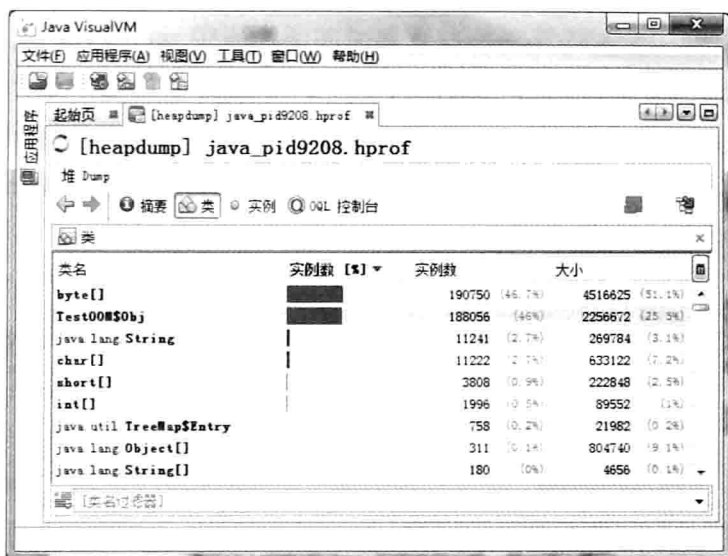 Java VisualVM
文件(F) 应用程序(A) 视图(V) 工具(T) 窗口(W) 帮助(H)
应用程序
起始页 [heapdump] java_pid9208.hprof
[heapdump] java_pid9208.hprof
堆 Dump
摘要 类 实例 OQL 控制台
类
类名 实例数 [%] 实例数 大小
byte[] 190750 (46.7%) 4516625 (51.1%)
TestOOM$Obj 188056 (46%) 2256672 (25.5%)
java.lang.String 11241 (2.7%) 269784 (3.1%)
char[] 11222 (2.7%) 633122 (7.2%)
short[] 3808 (0.9%) 222848 (2.5%)
int[] 1996 (0.5%) 89552 (1%)
java.util.TreeMap$Entry 758 (0.2%) 21982 (0.2%)
java.lang.Object[] 311 (0.1%) 804740 (9.1%)
java.lang.String[] 180 (0%) 4656 (0.1%)
[类名过滤器]